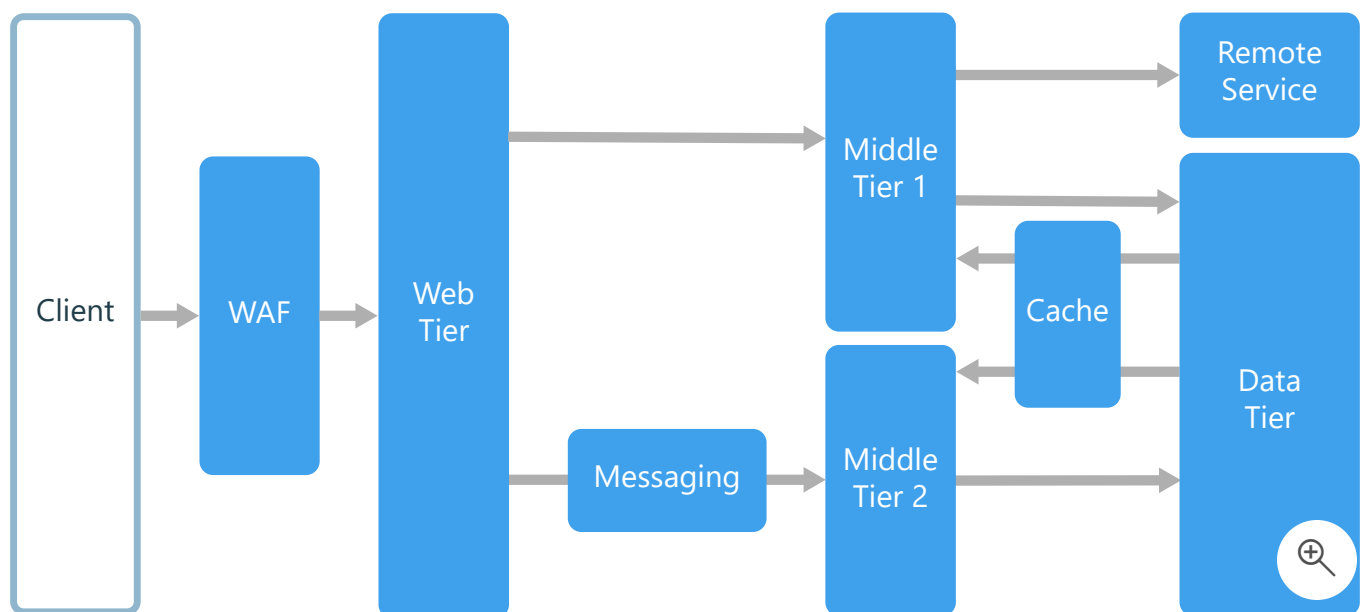 Client
WAF
Web
Tier
Messaging
Middle
Tier 1
Middle
Tier 2
Cache
Remote
Service
Data
Tier